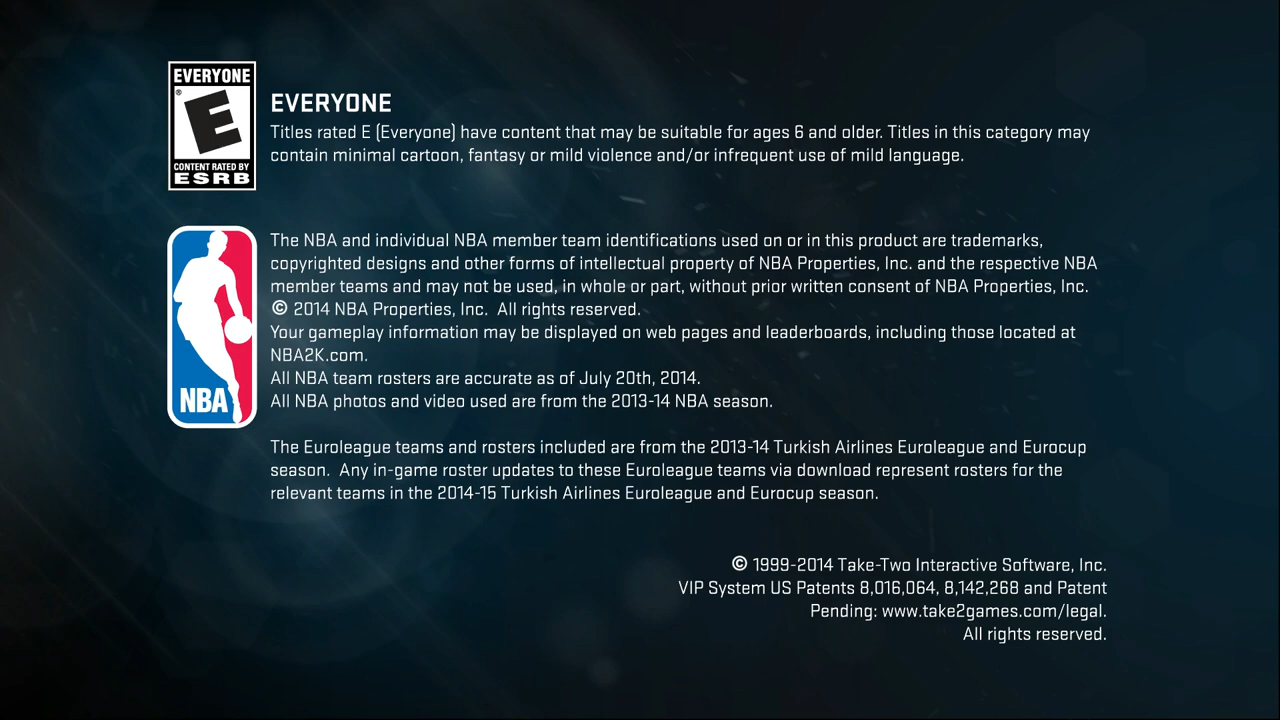 EVERYONE
E
®
CONTENT RATED BY
ESRB
EVERYONE
Titles rated E (Everyone) have content that may be suitable for ages 6 and older. Titles in this category may
contain minimal cartoon, fantasy or mild violence and/or infrequent use of mild language.
NBA
The NBA and individual NBA member team identifications used on or in this product are trademarks,
copyrighted designs and other forms of intellectual property of NBA Properties, Inc. and the respective NBA
member teams and may not be used, in whole or part, without prior written consent of NBA Properties, Inc.
© 2014 NBA Properties, Inc. All rights reserved.
Your gameplay information may be displayed on web pages and leaderboards, including those located at
NBA2K.com.
All NBA team rosters are accurate as of July 20th, 2014.
All NBA photos and video used are from the 2013-14 NBA season.
The Euroleague teams and rosters included are from the 2013-14 Turkish Airlines Euroleague and Eurocup
season. Any in-game roster updates to these Euroleague teams via download represent rosters for the
relevant teams in the 2014-15 Turkish Airlines Euroleague and Eurocup season.
© 1999-2014 Take-Two Interactive Software, Inc.
VIP System US Patents 8,016,064, 8,142,268 and Patent
Pending: www.take2games.com/legal.
All rights reserved.